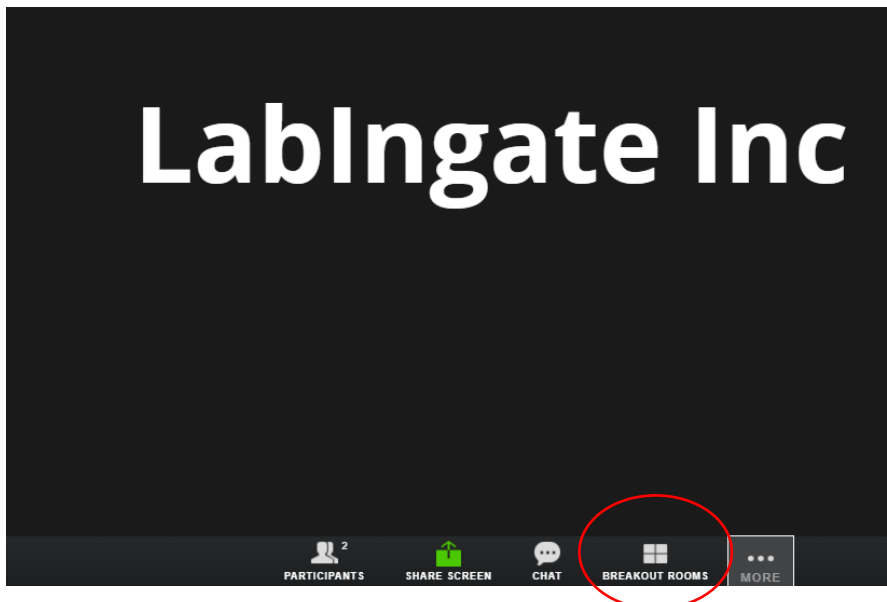 LabIngate Inc
2
PARTICIPANTS SHARE SCREEN CHAT BREAKOUT ROOMS MORE